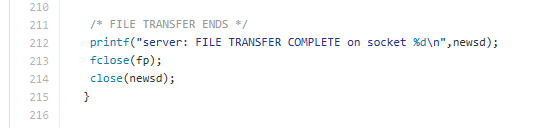 210
211 /* FILE TRANSFER ENDS */
212 printf("server: FILE TRANSFER COMPLETE on socket %d\n",newsd);
213 fclose(fp);
214 close(newsd);
215 }
216